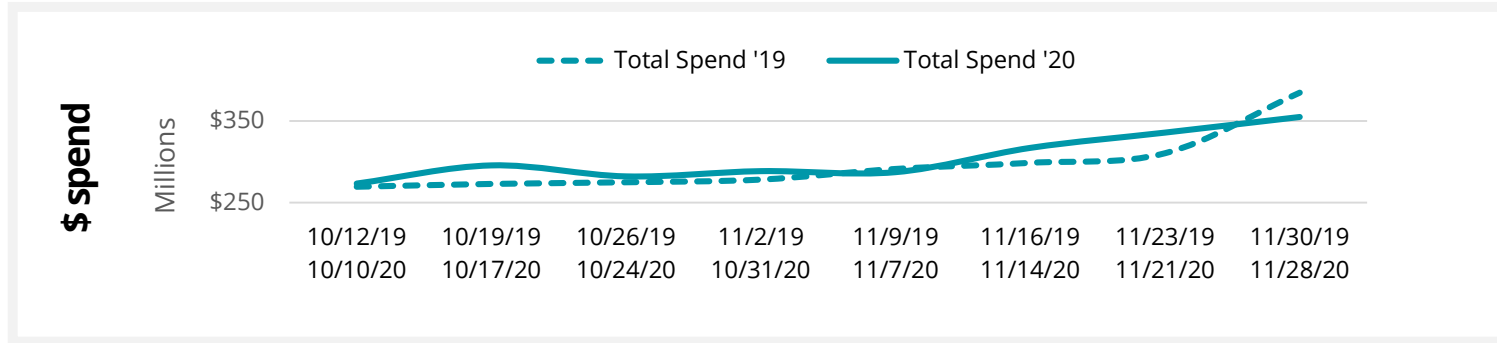 Total Spend '19 Total Spend '20
$ spend
Millions
$350
$250
10/12/19 10/19/19 10/26/19 11/2/19 11/9/19 11/16/19 11/23/19 11/30/19
10/10/20 10/17/20 10/24/20 10/31/20 11/7/20 11/14/20 11/21/20 11/28/20